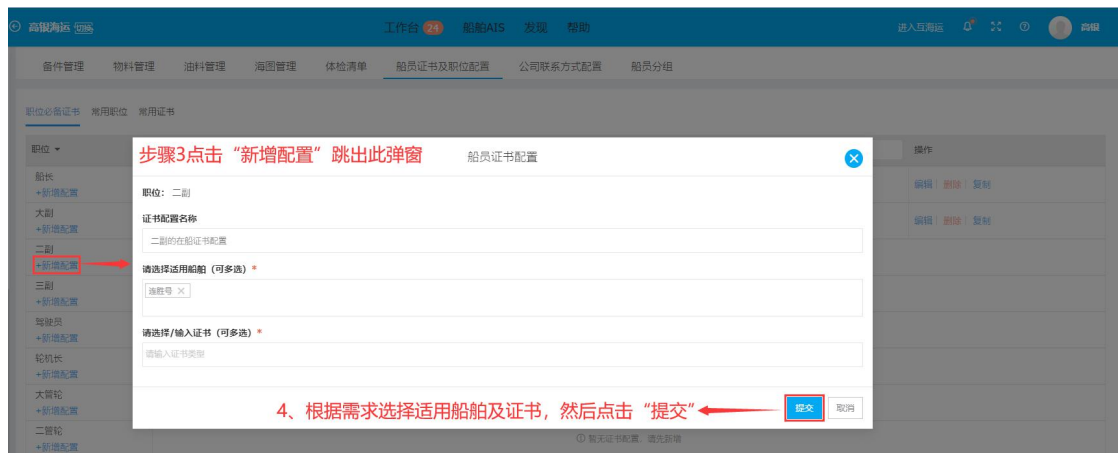 高银海运 切换 工作台 24 船舶AIS 发现 帮助 进入互海运 高银
备件管理 物料管理 油料管理 海图管理 体检清单 船员证书及职位配置 公司联系方式配置 船员分组
职位必备证书 常用职位 常用证书
职位 操作
步骤3点击“新增配置”跳出此弹窗 船员证书配置
船长
+新增配置 编辑 删除 复制
职位: 二副
大副
证书配置名称
+新增配置 编辑 删除 复制
二副的在船证书配置
二副
+新增配置
请选择适用船舶（可多选）*
三副
连胜号 ×
+新增配置
驾驶员
请选择/输入证书（可多选）*
+新增配置
轮机长
请输入证书类型
+新增配置
大管轮
+新增配置
4、根据需求选择适用船舶及证书，然后点击“提交” 提交 取消
二管轮
暂无证书配置，请先新增
+新增配置